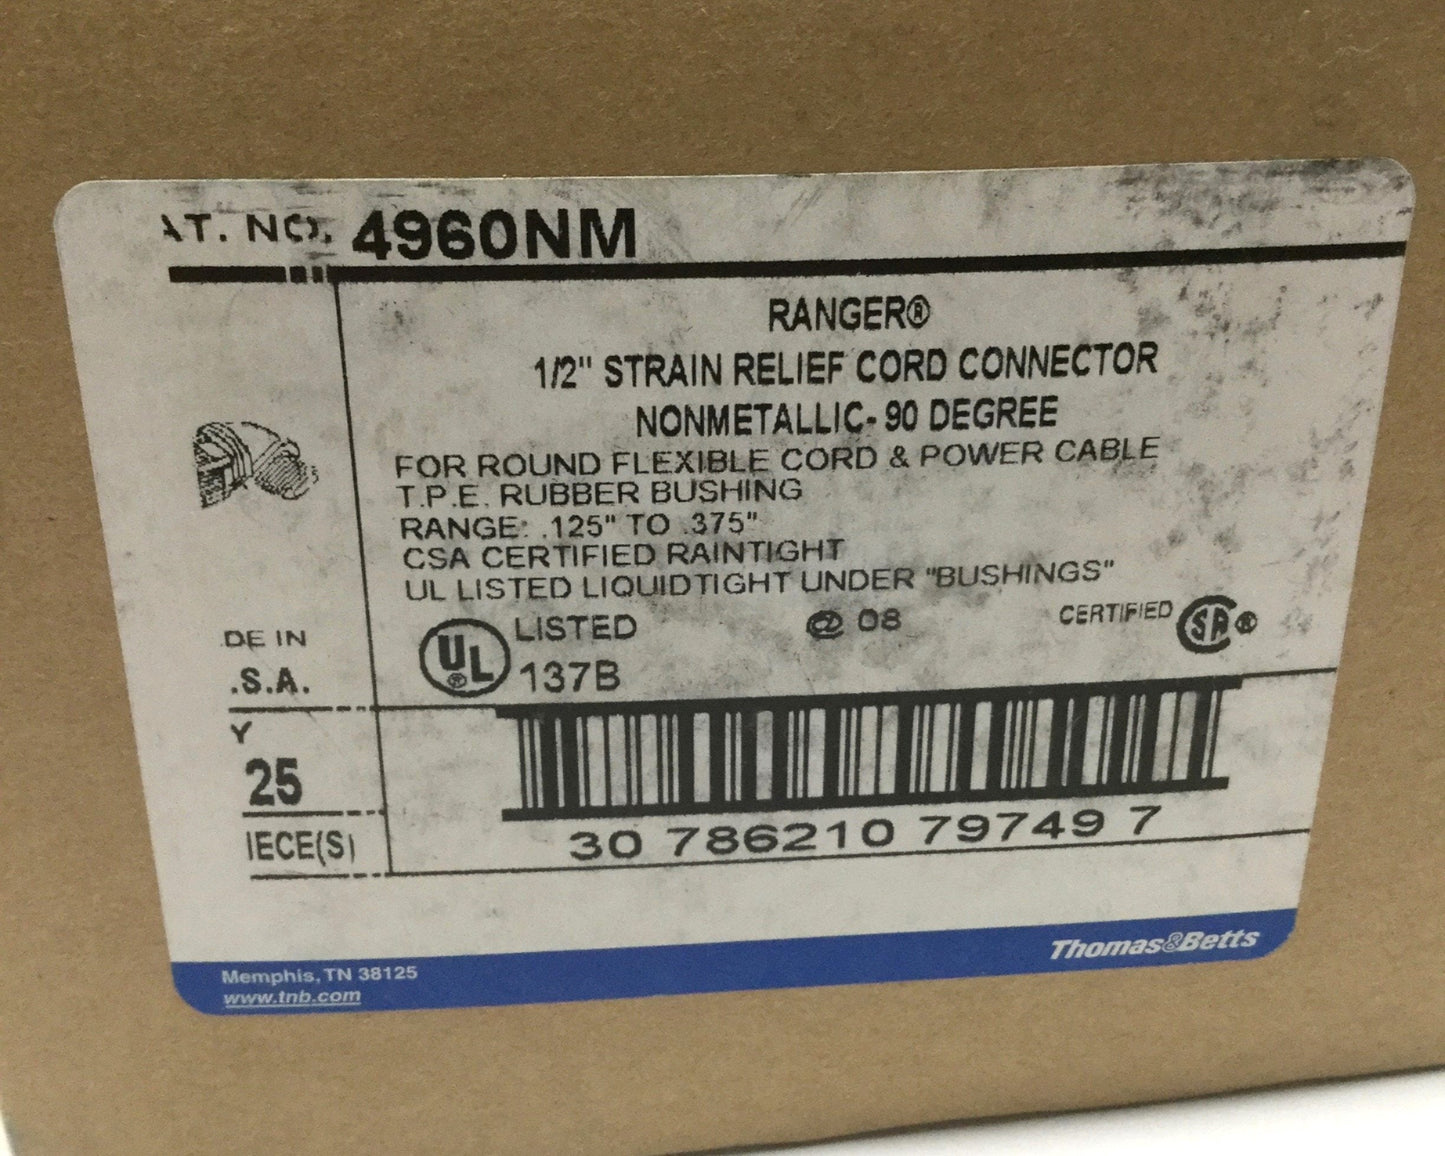 AT. NO. 4960NM
RANGER®
1/2" STRAIN RELIEF CORD CONNECTOR
NONMETALLIC- 90 DEGREE
FOR ROUND FLEXIBLE CORD & POWER CABLE
T.P.E. RUBBER BUSHING
RANGE: .125" TO .375"
CSA CERTIFIED RAINTIGHT
UL LISTED LIQUIDTIGHT UNDER "BUSHINGS"
DE IN
.S.A.
Y
25
IECE(S)
UL® LISTED
137B
@ 08
CERTIFIED SA®
30 786210 79749 7
Memphis, TN 38125
www.tnb.com
Thomas&Betts